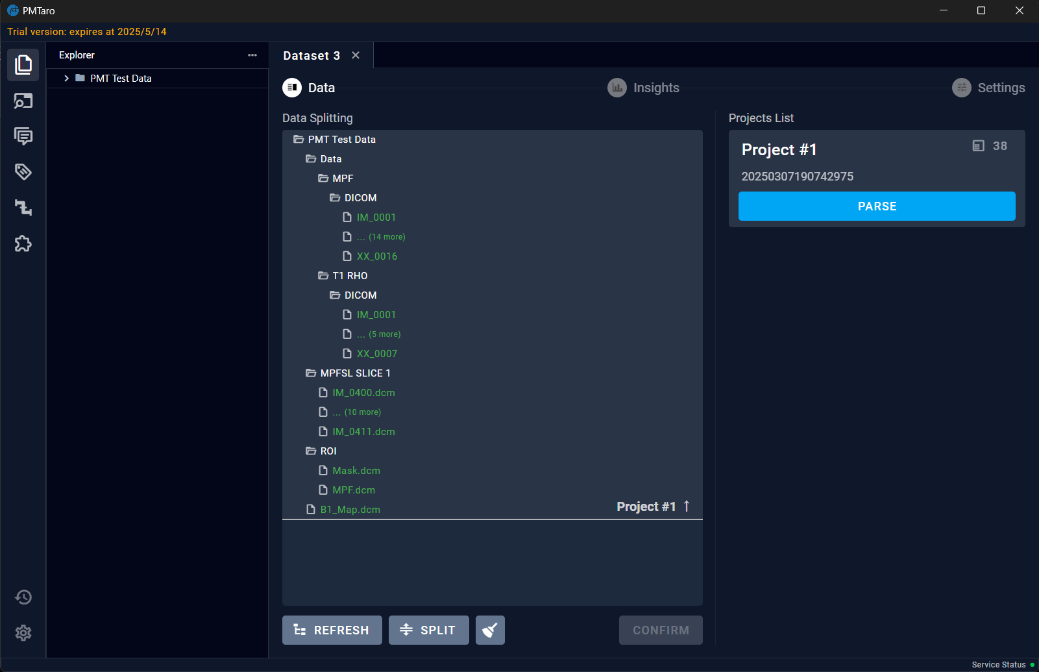 PMTaro
Trial version: expires at 2025/5/14
Explorer
PMT Test Data
Dataset 3
Data
Insights
Settings
Data Splitting
PMT Test Data
Data
MPF
DICOM
IM_0001
... (14 more)
XX_0016
T1 RHO
DICOM
IM_0001
... (5 more)
XX_0007
MPFSL SLICE 1
IM_0400.dcm
... (10 more)
IM_0411.dcm
ROI
Mask.dcm
MPF.dcm
B1_Map.dcm
Project #1 ↑
REFRESH
SPLIT
CONFIRM
Projects List
Project #1
38
20250307190742975
PARSE
Service Status